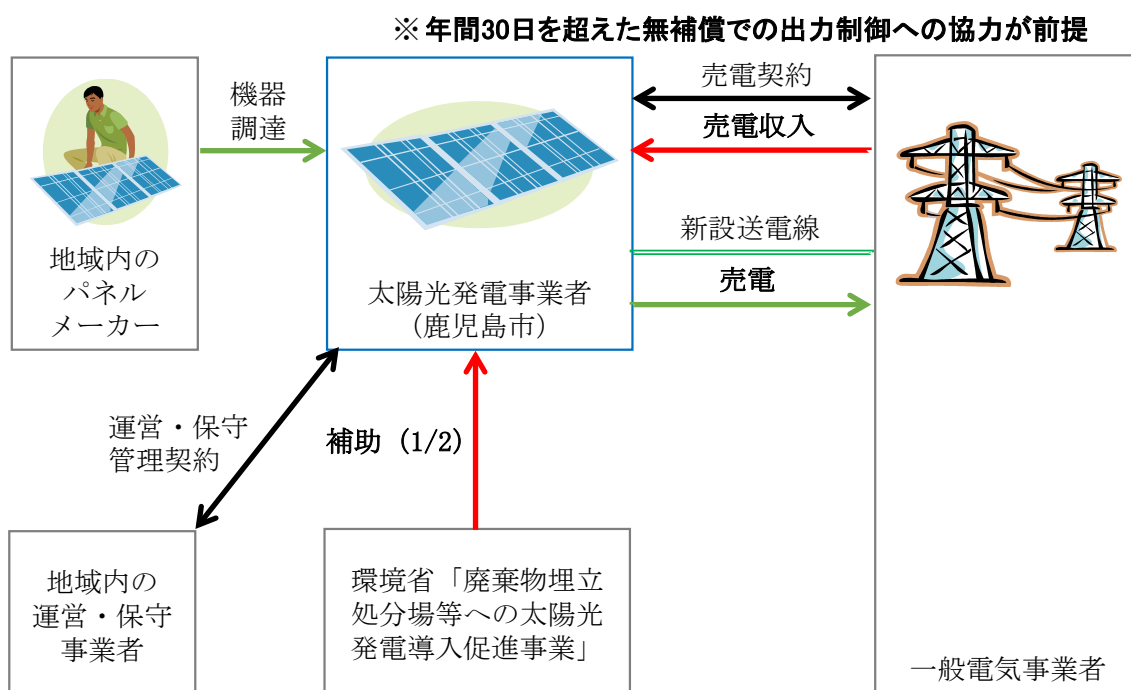 ※ 年間30日を超えた無補償での出力制御への協力が前提
機器
調達
売電契約
売電収入
新設送電線
売電
地域内の
パネル
メーカー
太陽光発電事業者
（鹿児島市）
運営・保守
管理契約
補助（1/2）
地域内の
運営・保守
事業者
環境省「廃棄物埋立
処分場等への太陽光
発電導入促進事業」
一般電気事業者